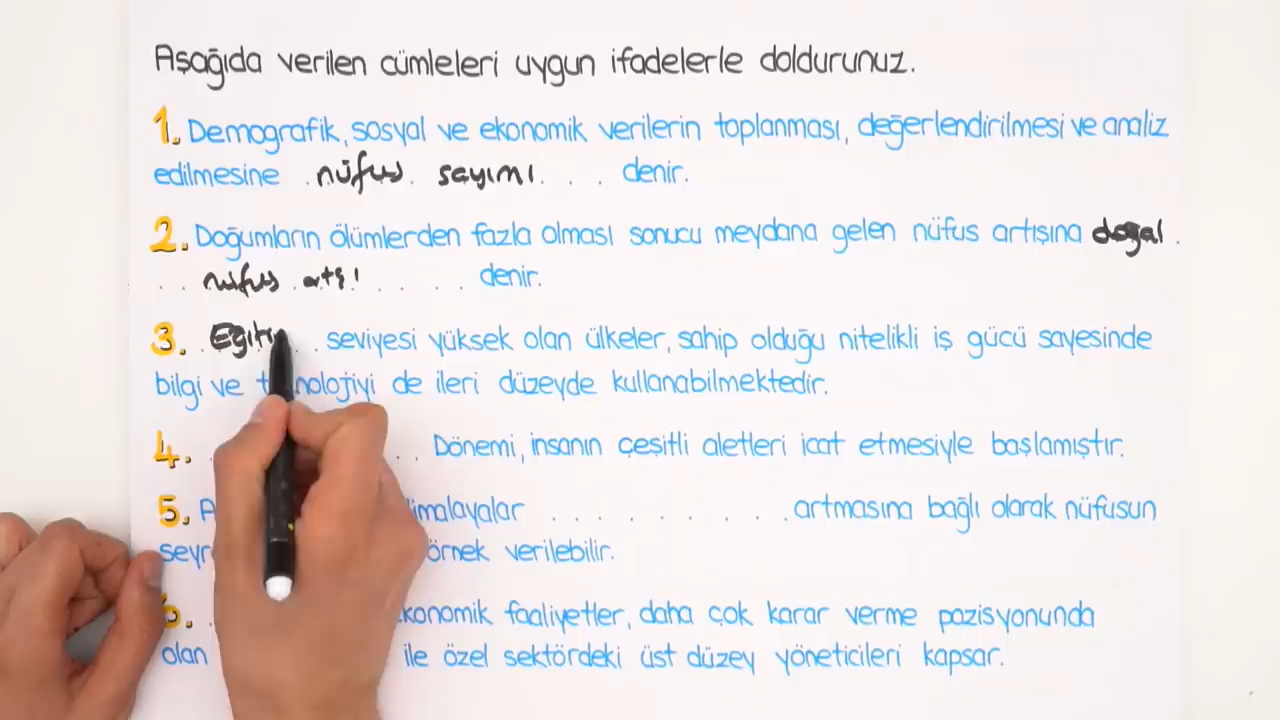 Aşağıda verilen cümleleri uygun ifadelerle doldurunuz.
1. Demografik, sosyal ve ekonomik verilerin toplanması, değerlendirilmesi ve analiz
edilmesine . nüfus . sayımı . . . denir.
2. Doğumların ölümlerden fazla olması sonucu meydana gelen nüfus artışına doğal .
. . nüfus . artışı . . . . denir.
3. . Eğitim . . seviyesi yüksek olan ülkeler, sahip olduğu nitelikli iş gücü sayesinde
bilgi ve nolojiyi de ileri düzeyde kullanabilmektedir.
4. . . . Dönemi, insanın çeşitli aletleri icat etmesiyle başlamıştır.
5. A imalayalar . . . . . . . . . artmasına bağlı olarak nüfusun
seyr örnek verilebilir.
6. . konomik faaliyetler, daha çok karar verme pozisyonunda
olan ile özel sektördeki üst düzey yöneticileri kapsar.